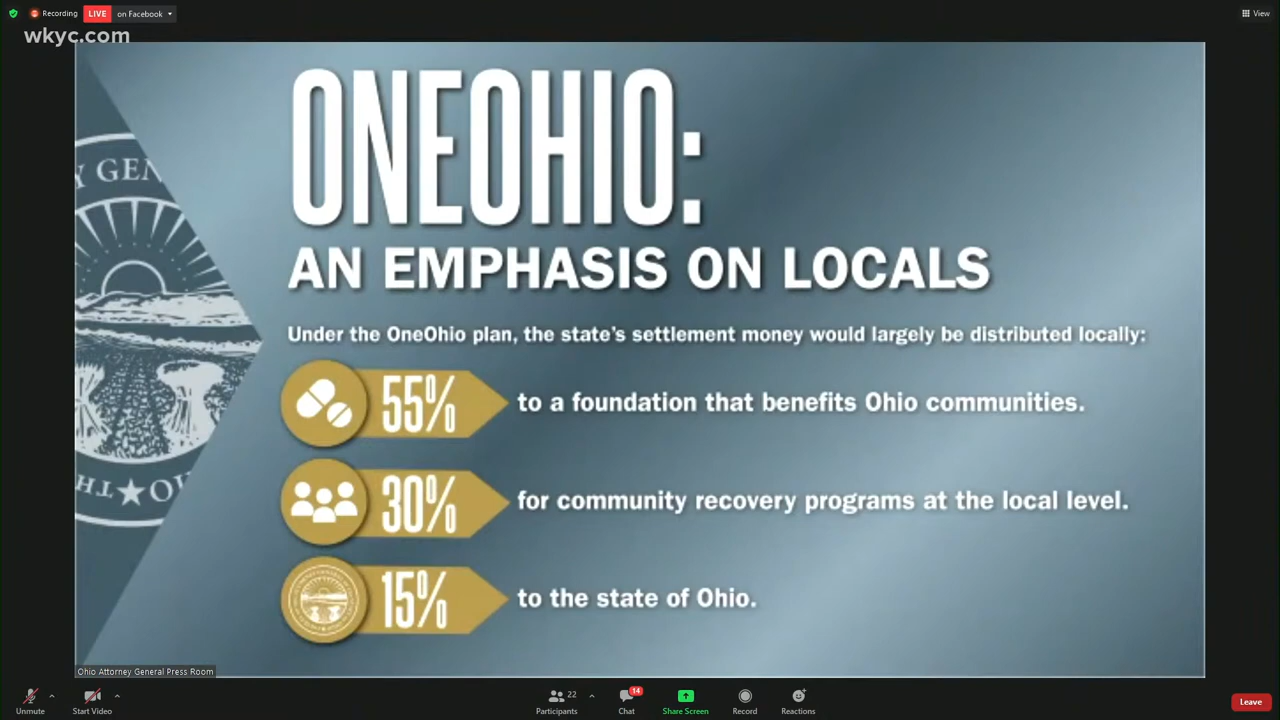 Recording
LIVE
on Facebook
View
wkyc.com
Y GEN
ONEOHIO:
AN EMPHASIS ON LOCALS
Under the OneOhio plan, the state's settlement money would largely be distributed locally:
55%
to a foundation that benefits Ohio communities.
30%
for community recovery programs at the local level.
15%
to the state of Ohio.
Ohio Attorney General Press Room
Unmute
Start Video
22
Participants
14
Chat
Share Screen
Record
Reactions
Leave